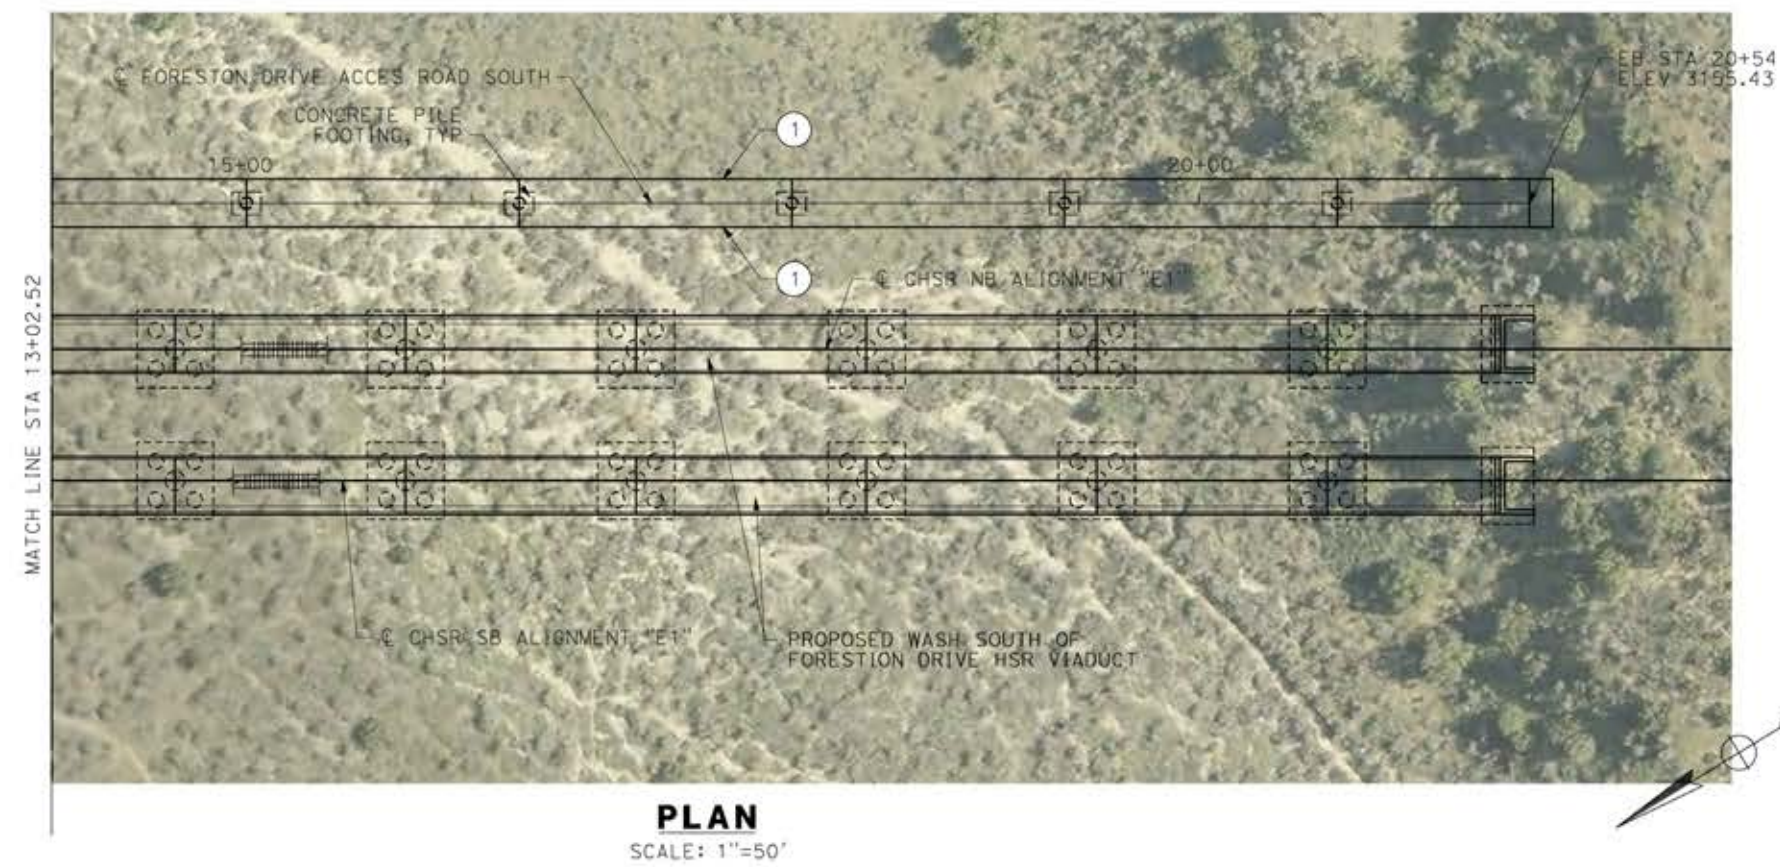 ℄ FORESTON DRIVE ACCES ROAD SOUTH
EB STA 20+54
ELEV 3155.43
CONCRETE PILE
FOOTING, TYP
1
15+00
20+00
1
℄ CHSR NB ALIGNMENT "E1"
MATCH LINE STA 13+02.52
℄ CHSR SB ALIGNMENT "E1"
PROPOSED WASH SOUTH OF
FORESTION DRIVE HSR VIADUCT
PLAN
SCALE: 1"=50'